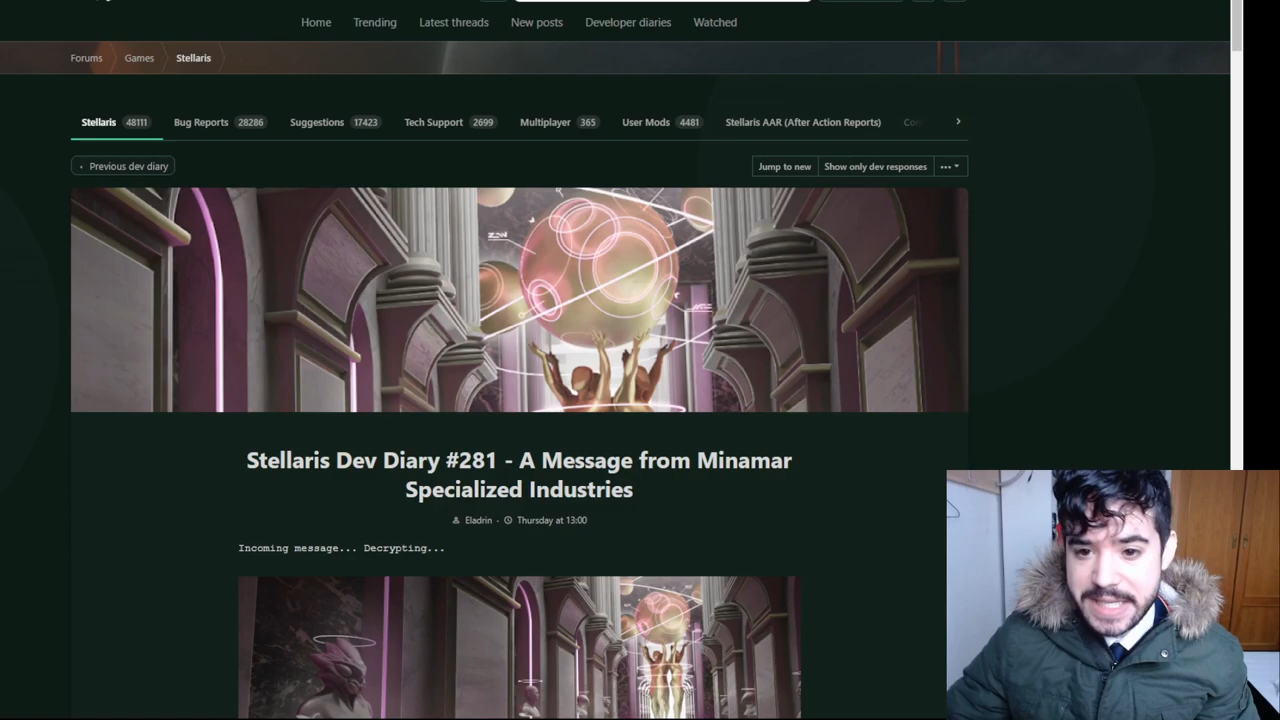 Home Trending Latest threads New posts Developer diaries Watched
Forums Games Stellaris
Stellaris 48111 Bug Reports 28286 Suggestions 17423 Tech Support 2699 Multiplayer 365 User Mods 4481 Stellaris AAR (After Action Reports)
Previous dev diary Jump to new Show only dev responses
Stellaris Dev Diary #281 - A Message from Minamar
Specialized Industries
Eladrin · Thursday at 13:00
Incoming message... Decrypting...